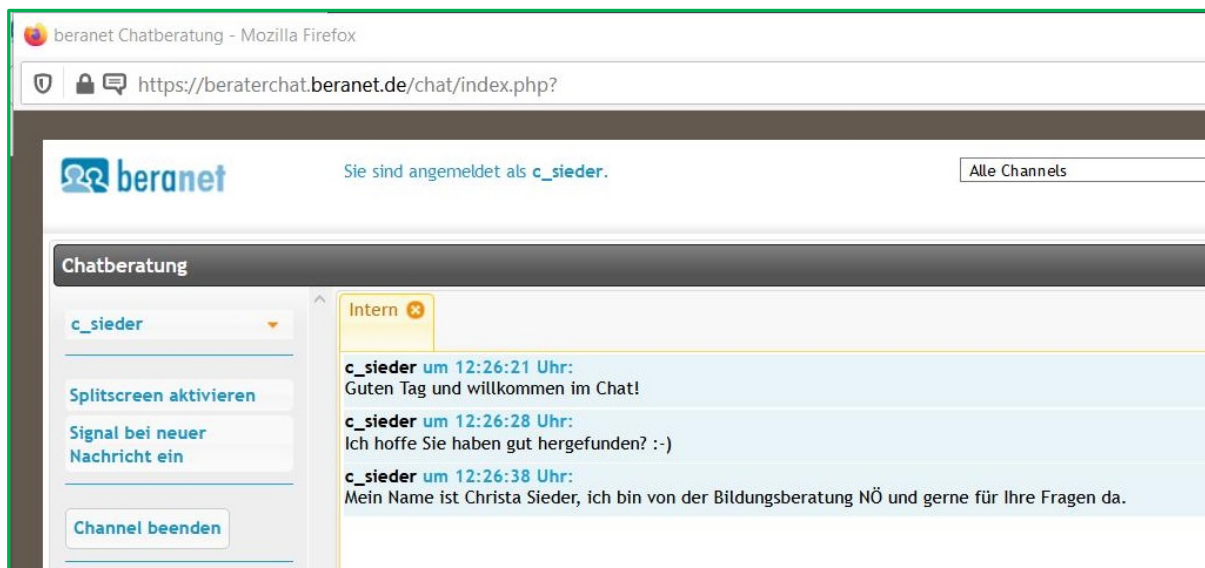 beranet Chatberatung - Mozilla Firefox
https://beraterchat.beranet.de/chat/index.php?
beranet
Sie sind angemeldet als c_sieder.
Alle Channels
Chatberatung
c_sieder
Splitscreen aktivieren
Signal bei neuer
Nachricht ein
Channel beenden
Intern
c_sieder um 12:26:21 Uhr:
Guten Tag und willkommen im Chat!
c_sieder um 12:26:28 Uhr:
Ich hoffe Sie haben gut hergefunden? :-)
c_sieder um 12:26:38 Uhr:
Mein Name ist Christa Sieder, ich bin von der Bildungsberatung NÖ und gerne für Ihre Fragen da.